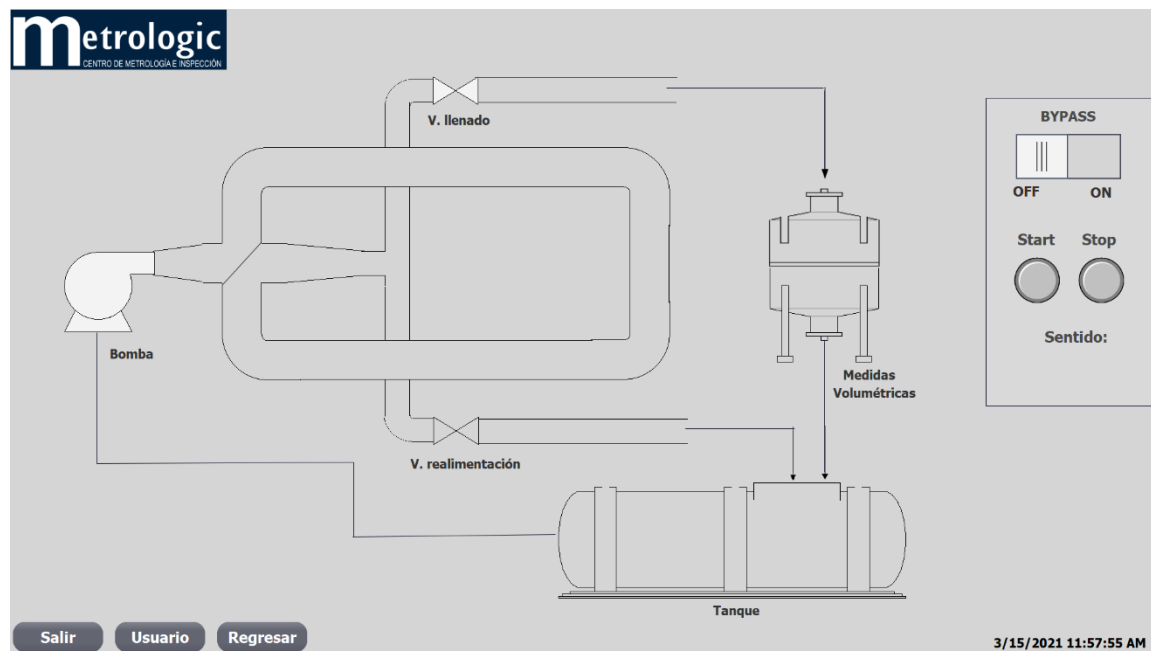 Metrologic
CENTRO DE METROLOGÍA E INSPECCIÓN
V. llenado
BYPASS
OFF ON
Start Stop
Sentido:
Bomba
Medidas
Volumétricas
V. realimentación
Tanque
Salir Usuario Regresar
3/15/2021 11:57:55 AM